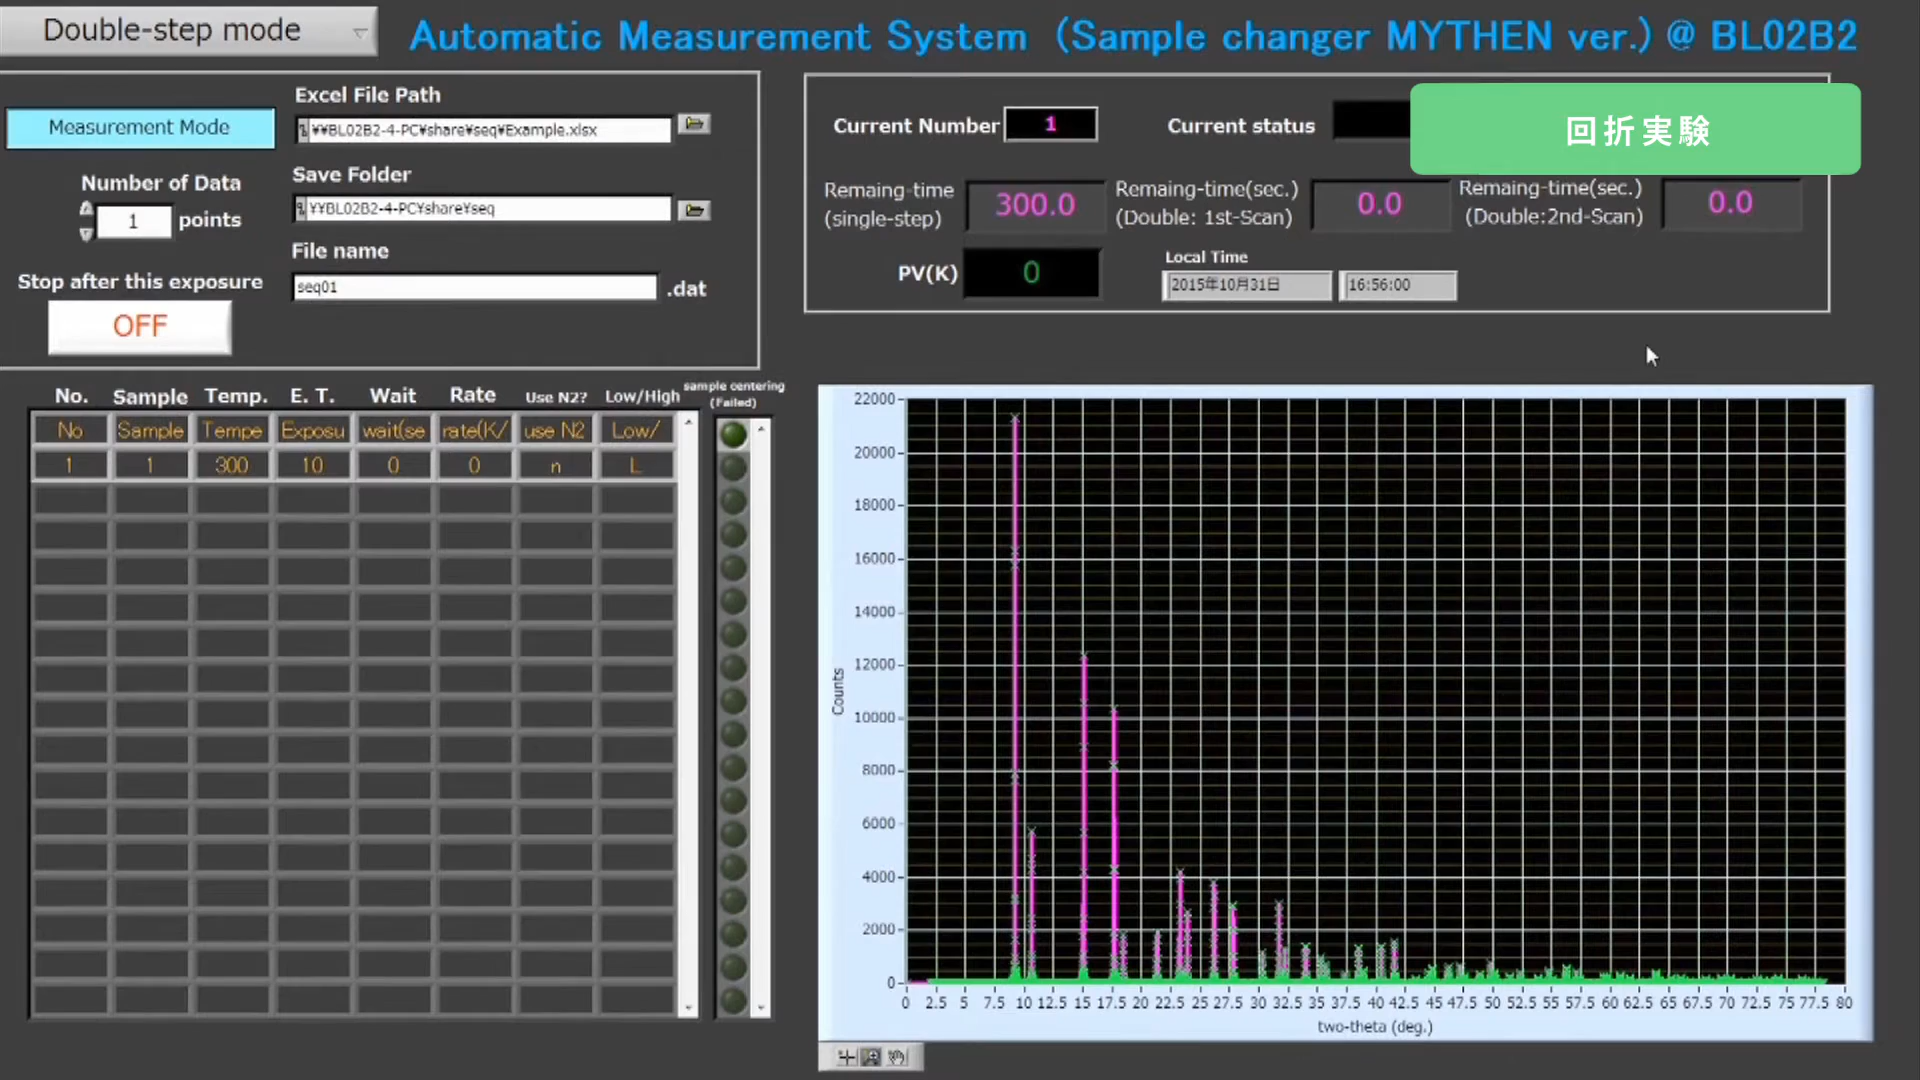 Double-step mode
Automatic Measurement System (Sample changer MYTHEN ver.) @ BL02B2
Measurement Mode
Excel File Path
¥¥BL02B2-4-PC¥share¥seq¥Example.xlsx
Number of Data
1 points
Save Folder
¥¥BL02B2-4-PC¥share¥seq
File name
seq01 .dat
Stop after this exposure
OFF
Current Number 1
Current status
回折実験
Remaing-time
(single-step)
300.0
Remaing-time(sec.)
(Double: 1st-Scan)
0.0
Remaing-time(sec.)
(Double:2nd-Scan)
0.0
PV(K) 0
Local Time
2015年10月31日 16:56:00
No. Sample Temp. E. T. Wait Rate Use N2? Low/High
sample centering
(Failed)
No Sample Tempe Exposu wait(se rate(K/ use N2 Low/
1 1 300 10 0 0 n L
22000
20000
18000
16000
14000
12000
10000
8000
6000
4000
2000
0
Counts
0 2.5 5 7.5 10 12.5 15 17.5 20 22.5 25 27.5 30 32.5 35 37.5 40 42.5 45 47.5 50 52.5 55 57.5 60 62.5 65 67.5 70 72.5 75 77.5 80
two-theta (deg.)